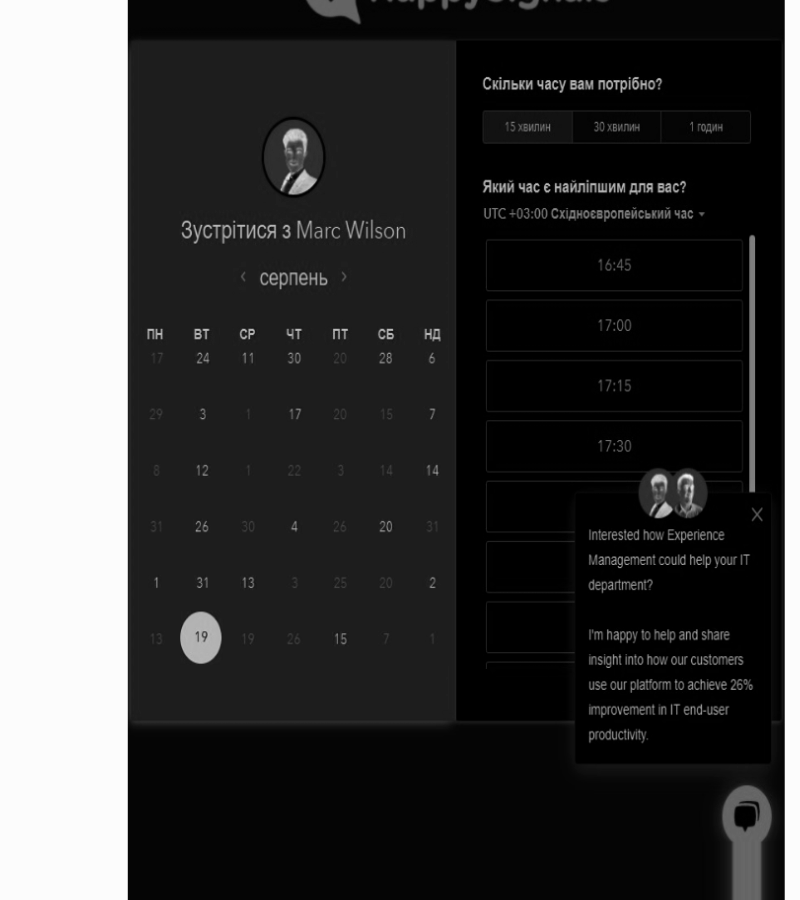 HappySignals
Зустрітися з Marc Wilson
серпень
ПН ВТ СР ЧТ ПТ СБ НД
17 24 11 30 20 28 6
29 3 1 17 20 15 7
8 12 1 22 3 14 14
31 26 30 4 26 20 31
1 31 13 3 25 20 2
13 19 19 26 15 7 1
Скільки часу вам потрібно?
15 хвилин 30 хвилин 1 годин
Який час є найліпшим для вас?
UTC +03:00 Східноєвропейський час
16:45
17:00
17:15
17:30
Interested how Experience
Management could help your IT
department?
I'm happy to help and share
insight into how our customers
use our platform to achieve 26%
improvement in IT end-user
productivity.